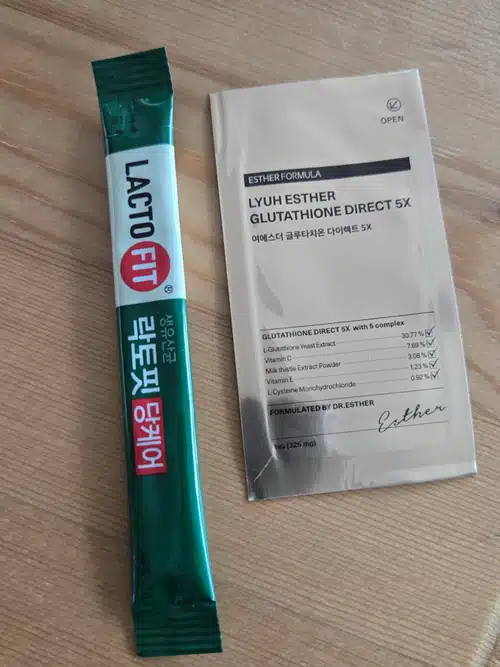 LACTO
FIT
®
생유산균
락토핏
당케어
OPEN
ESTHER FORMULA
LYUH ESTHER
GLUTATHIONE DIRECT 5X
여에스더 글루타치온 다이렉트 5X
GLUTATHIONE DIRECT 5X with 5 complex
L-Glutathione Yeast Extract 30.77 %
Vitamin C 7.69 %
Milk thistle Extract Powder 3.08 %
Vitamin E 1.23 %
L-Cysteine Monohydrochloride 0.92 %
FORMULATED BY DR.ESTHER
Esther
(325 mg)